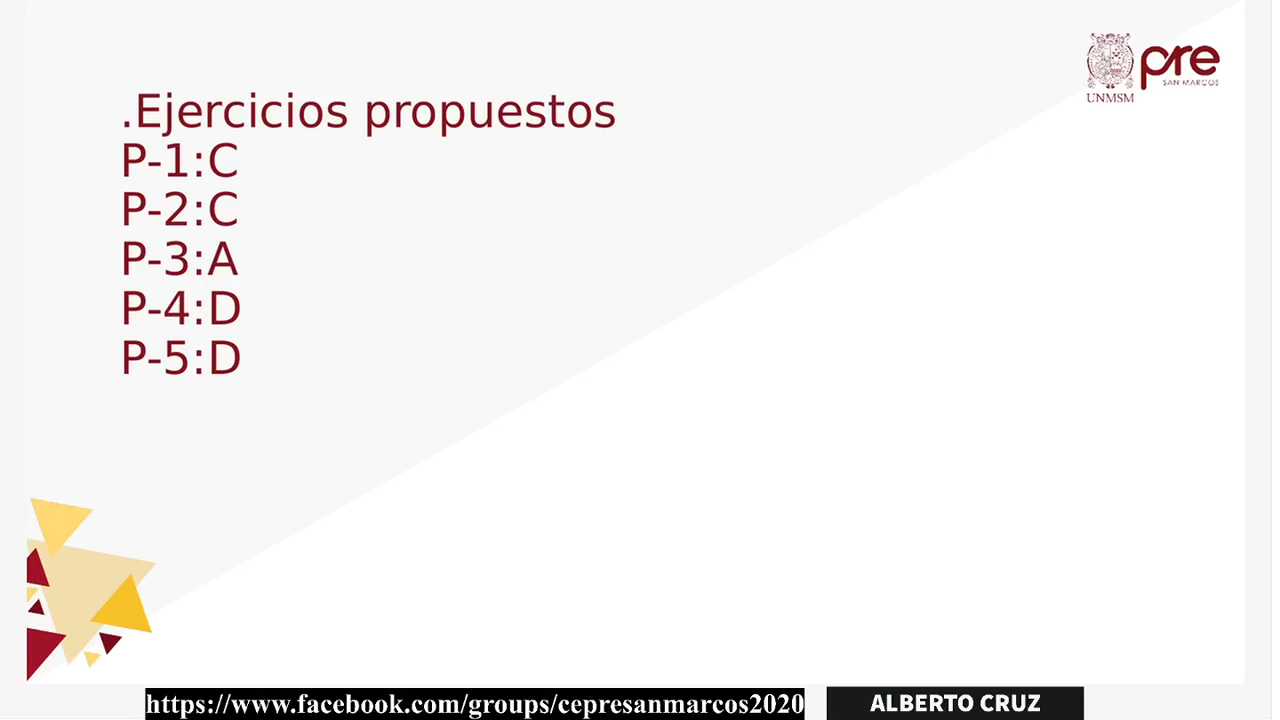 pre
SAN MARCOS
UNMSM
.Ejercicios propuestos
P-1:C
P-2:C
P-3:A
P-4:D
P-5:D
https://www.facebook.com/groups/cepresanmarcos2020
ALBERTO CRUZ